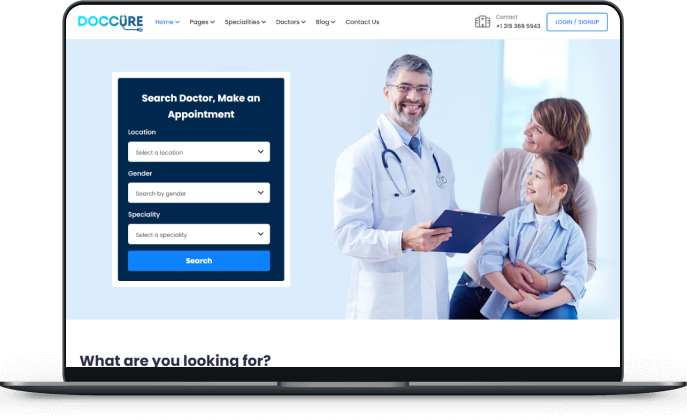 DOCCURE
Home Pages Specialities Doctors Blog Contact Us
Contact
+1 315 369 5943
LOGIN / SIGNUP
Search Doctor, Make an
Appointment
Location
Select a location
Gender
Search by gender
Speciality
Select a speciality
Search
What are you looking for?